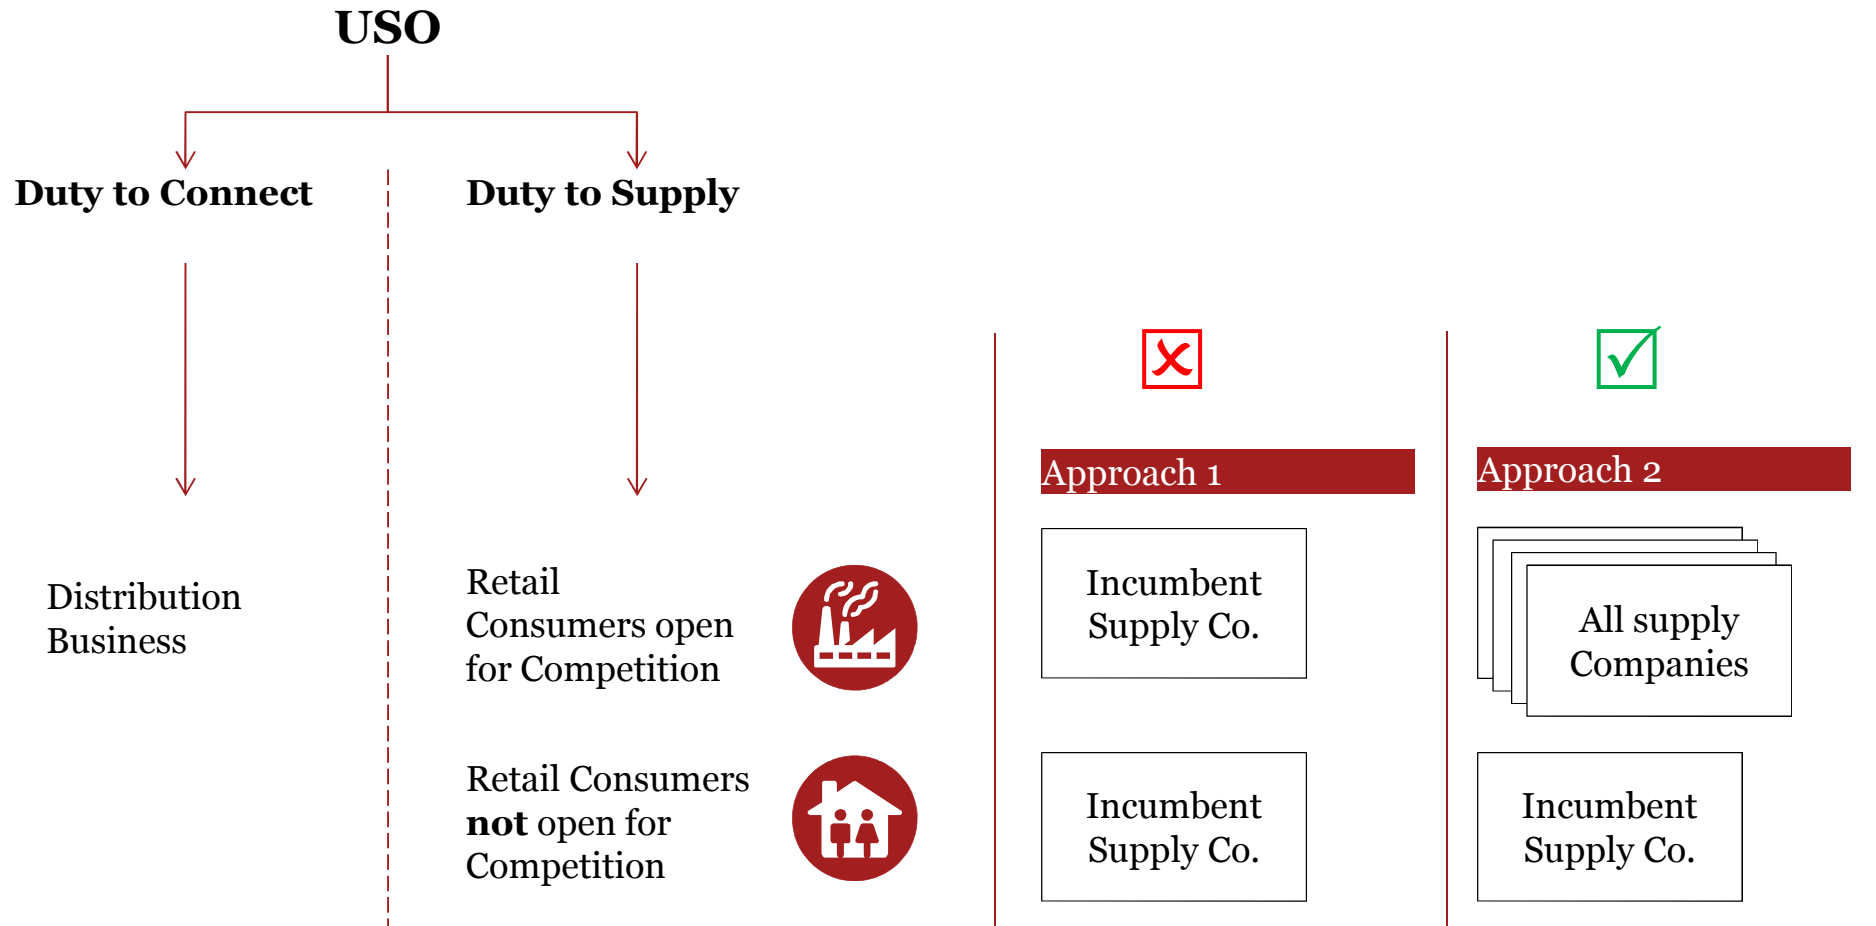 USO
Duty to Connect
Duty to Supply
Distribution
Business
Retail
Consumers open
for Competition
Retail Consumers
not open for
Competition
Approach 1
Incumbent
Supply Co.
Incumbent
Supply Co.
Approach 2
All supply
Companies
Incumbent
Supply Co.